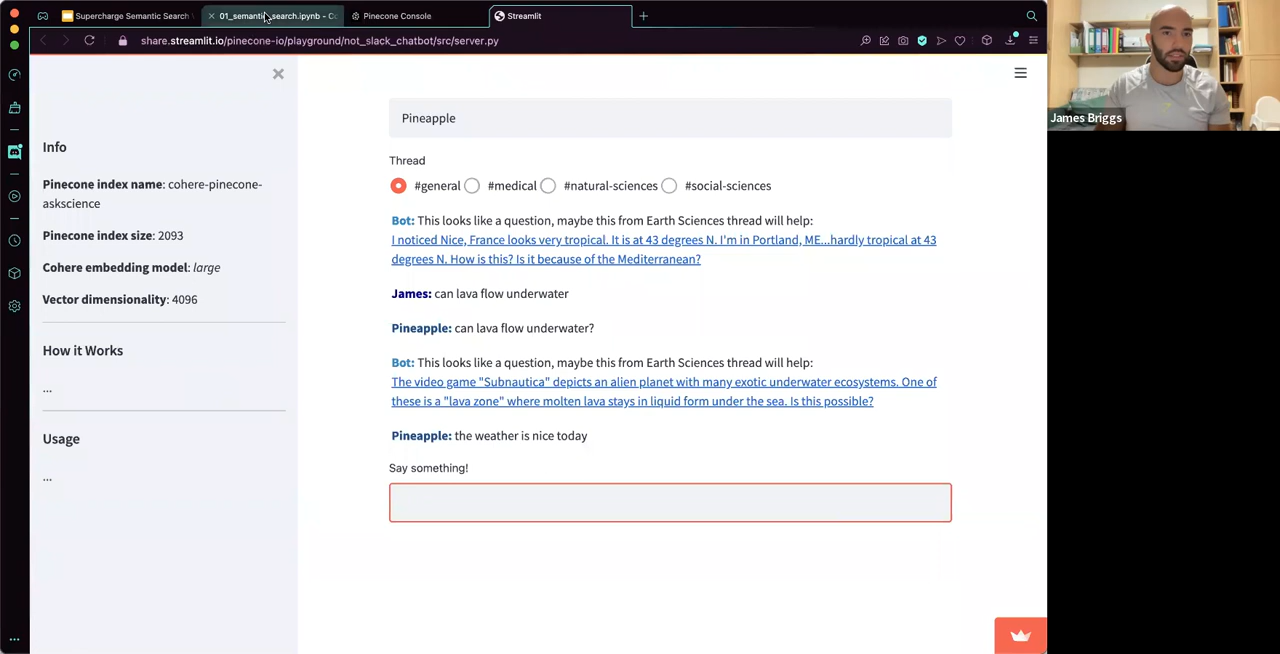 Supercharge Semantic Search
01_semantic_search.ipynb - Co
Pinecone Console
Streamlit
share.streamlit.io/pinecone-io/playground/not_slack_chatbot/src/server.py
James Briggs
Info
Pinecone index name: cohere-pinecone-
askscience
Pinecone index size: 2093
Cohere embedding model: large
Vector dimensionality: 4096
How it Works
...
Usage
...
Pineapple
Thread
#general #medical #natural-sciences #social-sciences
Bot: This looks like a question, maybe this from Earth Sciences thread will help:
I noticed Nice, France looks very tropical. It is at 43 degrees N. I'm in Portland, ME...hardly tropical at 43
degrees N. How is this? Is it because of the Mediterranean?
James: can lava flow underwater
Pineapple: can lava flow underwater?
Bot: This looks like a question, maybe this from Earth Sciences thread will help:
The video game "Subnautica" depicts an alien planet with many exotic underwater ecosystems. One of
these is a "lava zone" where molten lava stays in liquid form under the sea. Is this possible?
Pineapple: the weather is nice today
Say something!